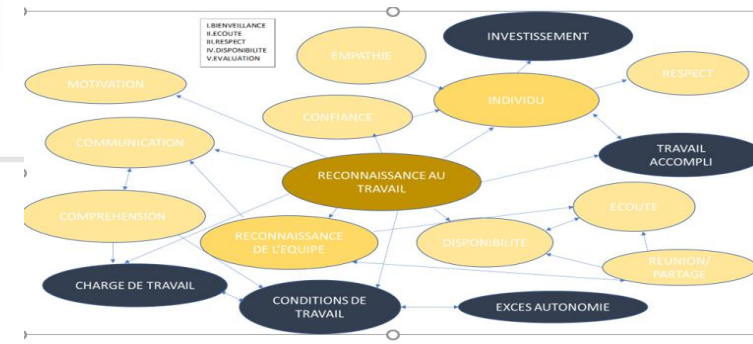 I.BIENVEILLANCE
II.ECOUTE
III.RESPECT
IV.DISPONIBILITE
V.EVALUATION
INVESTISSEMENT
EMPATHIE
RESPECT
MOTIVATION
INDIVIDU
CONFIANCE
COMMUNICATION
TRAVAIL
ACCOMPLI
RECONNAISSANCE AU
TRAVAIL
COMPREHENSION
ECOUTE
RECONNAISSANCE
DE L'EQUIPE
DISPONIBILITE
REUNION/
PARTAGE
CHARGE DE TRAVAIL
CONDITIONS DE
TRAVAIL
EXCES AUTONOMIE